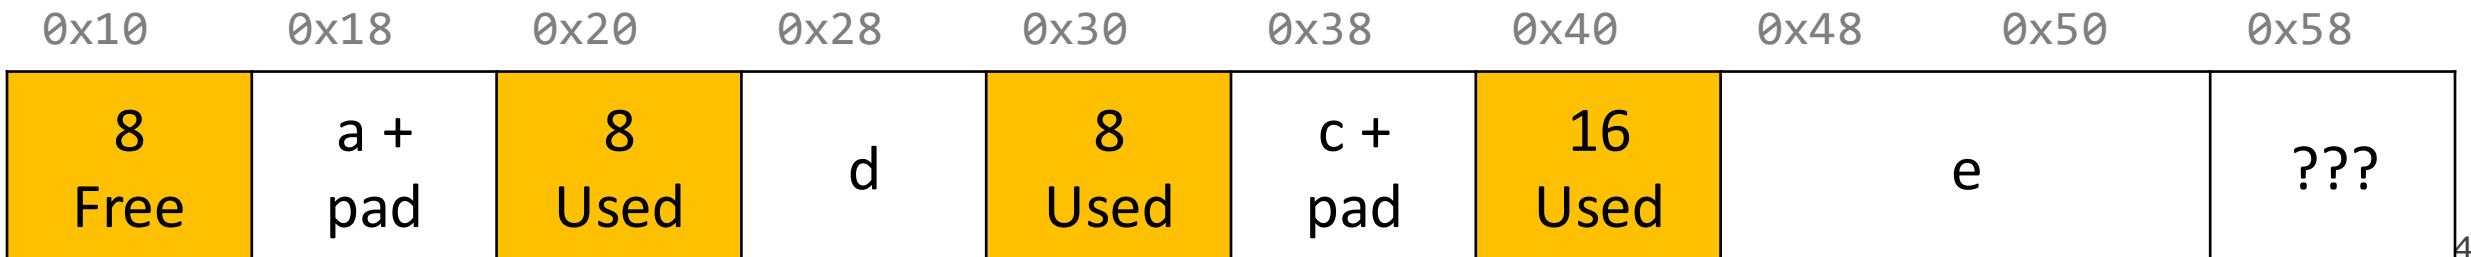 0x10 0x18 0x20 0x28 0x30 0x38 0x40 0x48 0x50 0x58
8 a + 8 d 8 c + 16 e ???
Free pad Used Used pad Used
4